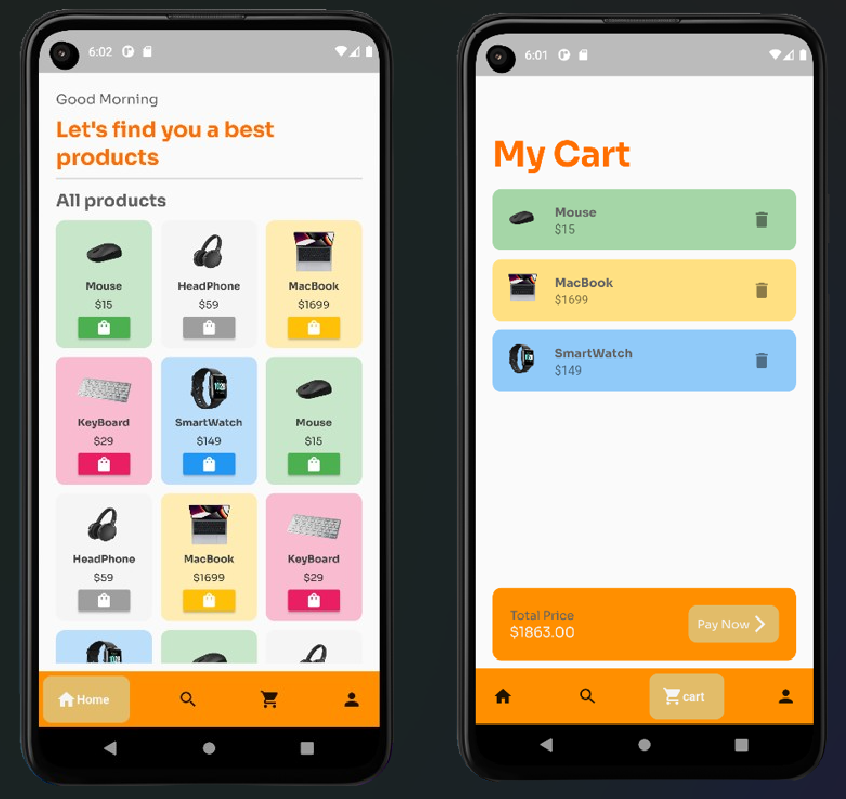 6:02
Good Morning
Let's find you a best
products
All products
Mouse
$15
HeadPhone
$59
MacBook
$1699
KeyBoard
$29
SmartWatch
$149
Mouse
$15
HeadPhone
$59
MacBook
$1699
KeyBoard
$29
Home
6:01
My Cart
Mouse
$15
MacBook
$1699
SmartWatch
$149
Total Price
$1863.00
Pay Now
cart